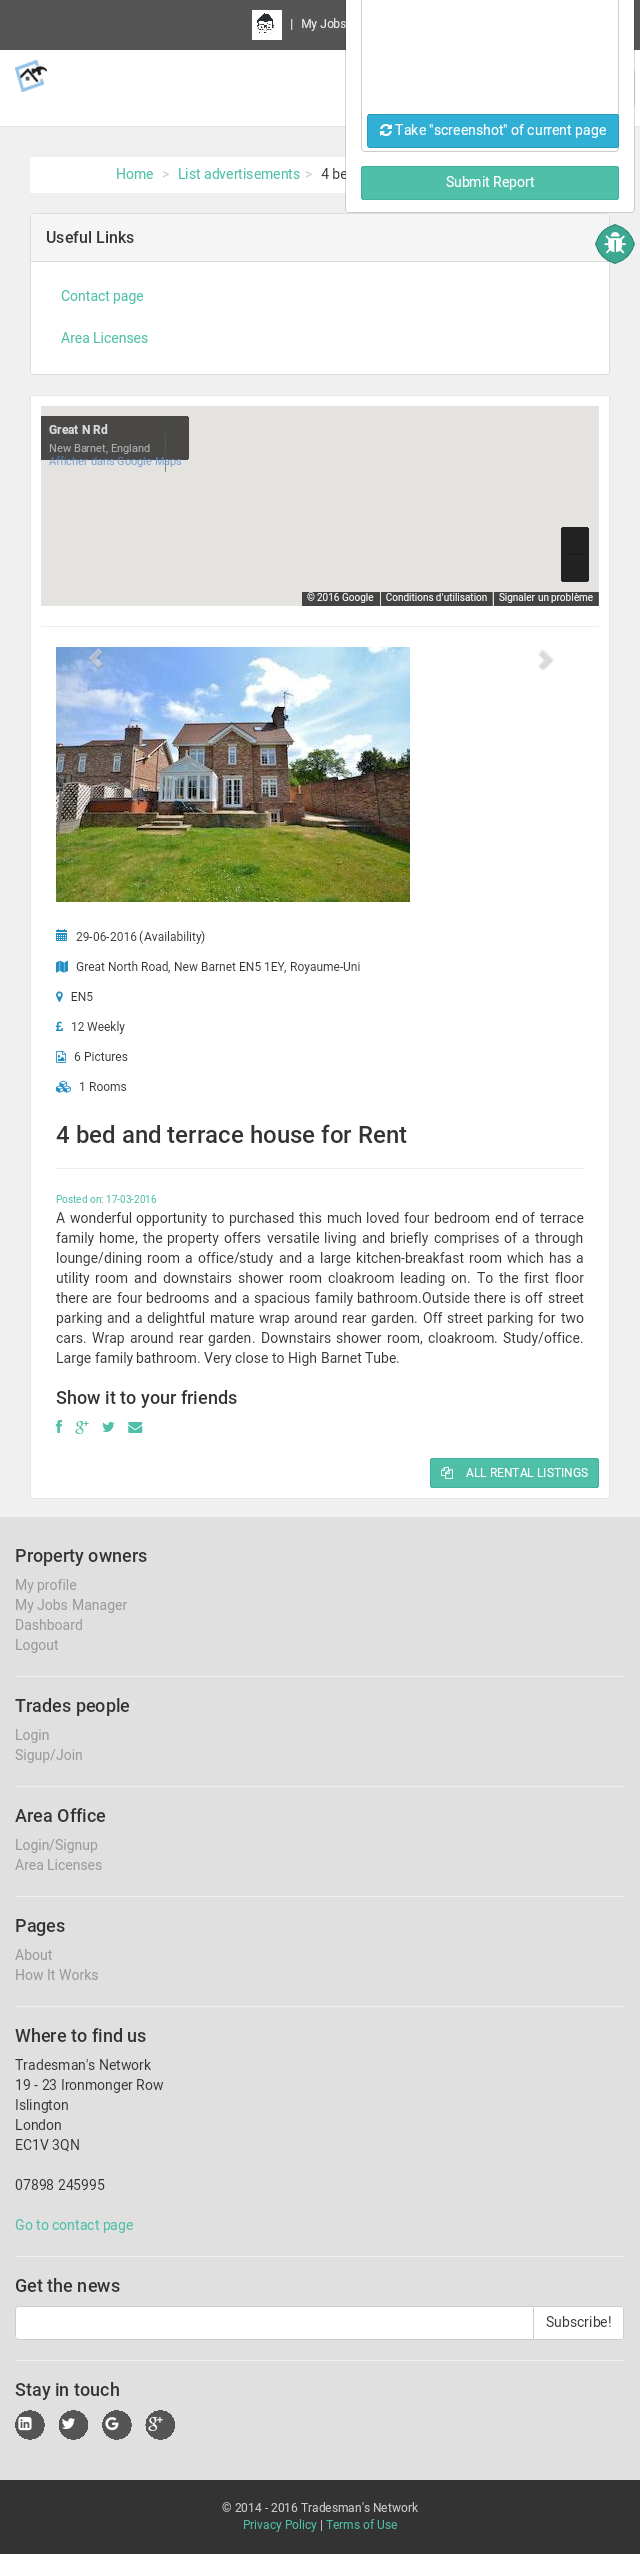 | My Jobs
Take "screenshot" of current page
Submit Report
Home > List advertisements > 4 be
Useful Links
Contact page
Area Licenses
Great N Rd
New Barnet, England
Afficher dans Google Maps
© 2016 Google | Conditions d'utilisation | Signaler un problème
29-06-2016 (Availability)
Great North Road, New Barnet EN5 1EY, Royaume-Uni
EN5
£ 12 Weekly
6 Pictures
1 Rooms
4 bed and terrace house for Rent
Posted on: 17-03-2016
A wonderful opportunity to purchased this much loved four bedroom end of terrace
family home, the property offers versatile living and briefly comprises of a through
lounge/dining room a office/study and a large kitchen-breakfast room which has a
utility room and downstairs shower room cloakroom leading on. To the first floor
there are four bedrooms and a spacious family bathroom.Outside there is off street
parking and a delightful mature wrap around rear garden. Off street parking for two
cars. Wrap around rear garden. Downstairs shower room, cloakroom. Study/office.
Large family bathroom. Very close to High Barnet Tube.
Show it to your friends
ALL RENTAL LISTINGS
Property owners
My profile
My Jobs Manager
Dashboard
Logout
Trades people
Login
Sigup/Join
Area Office
Login/Signup
Area Licenses
Pages
About
How It Works
Where to find us
Tradesman's Network
19 - 23 Ironmonger Row
Islington
London
EC1V 3QN
07898 245995
Go to contact page
Get the news
Subscribe!
Stay in touch
© 2014 - 2016 Tradesman's Network
Privacy Policy | Terms of Use